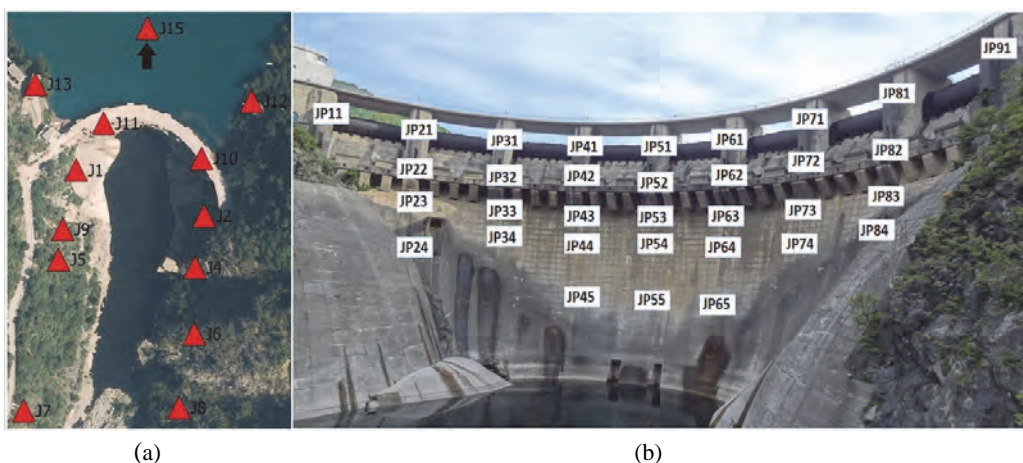 J15
J13
J12
J11
J10
J1
J2
J9
J5
J4
J6
J7
J8
(a)
JP91
JP81
JP11
JP71
JP21
JP31 JP41 JP51 JP61
JP82
JP72
JP22 JP32 JP42 JP52 JP62
JP83
JP23 JP33 JP43 JP53 JP63 JP73
JP84
JP24 JP34 JP44 JP54 JP64 JP74
JP45 JP55 JP65
(b)